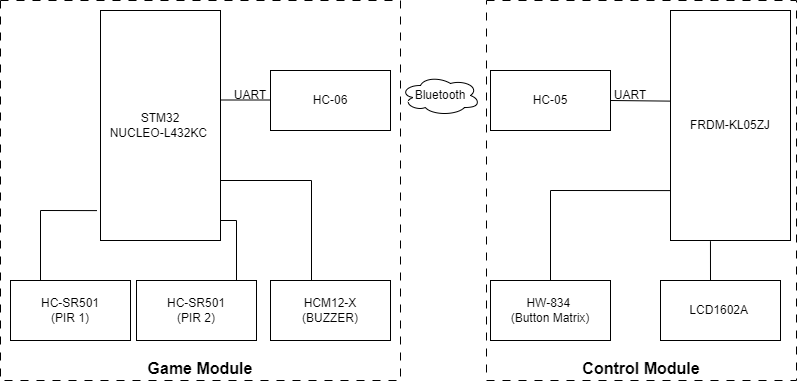 STM32
NUCLEO-L432KC
UART
HC-06
Bluetooth
HC-05
UART
FRDM-KL05ZJ
HC-SR501
(PIR 1)
HC-SR501
(PIR 2)
HCM12-X
(BUZZER)
HW-834
(Button Matrix)
LCD1602A
Game Module
Control Module